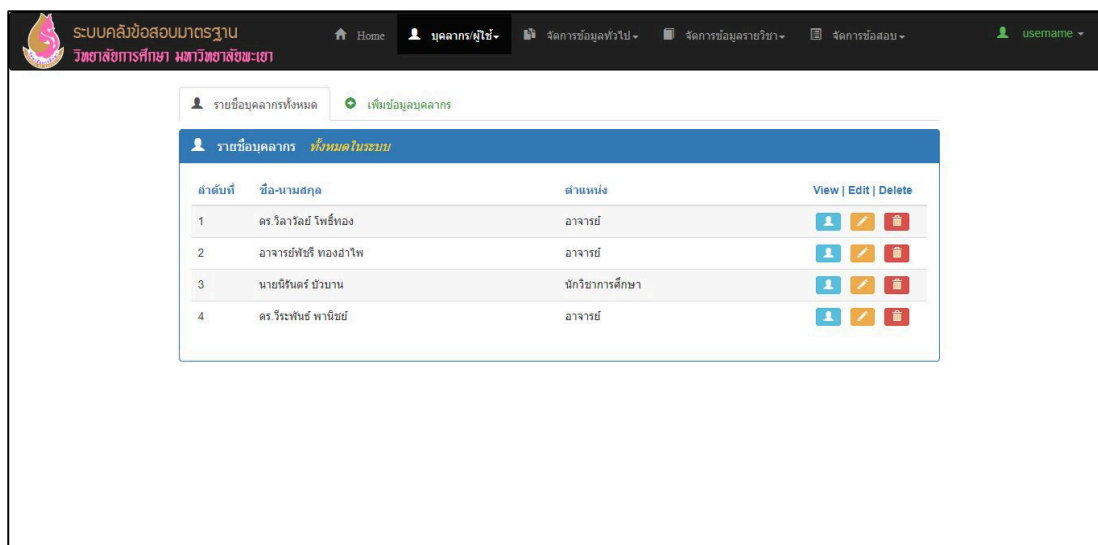 ระบบคลังข้อสอบมาตรฐาน
วิทยาลัยการศึกษา มหาวิทยาลัยพะเยา
Home บุคลากร/ผู้ใช้ จัดการข้อมูลทั่วไป จัดการข้อมูลรายวิชา จัดการข้อสอบ username
รายชื่อบุคลากรทั้งหมด เพิ่มข้อมูลบุคลากร
รายชื่อบุคลากร ทั้งหมดในระบบ
ลำดับที่ ชื่อ-นามสกุล ตำแหน่ง View | Edit | Delete
1 ดร.วิลาวัลย์ โพธิ์ทอง อาจารย์
2 อาจารย์พัชรี ทองอำไพ อาจารย์
3 นายนิรันดร์ บัวบาน นักวิชาการศึกษา
4 ดร.วีระพันธ์ พานิชย์ อาจารย์